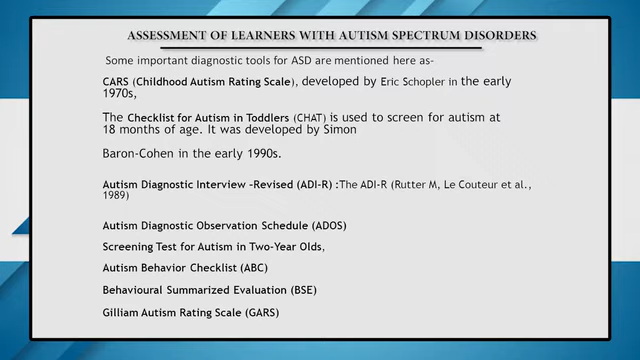 ASSESSMENT OF LEARNERS WITH AUTISM SPECTRUM DISORDERS
Some important diagnostic tools for ASD are mentioned here as-
CARS (Childhood Autism Rating Scale), developed by Eric Schopler in the early
1970s,
The Checklist for Autism in Toddlers (CHAT) is used to screen for autism at
18 months of age. It was developed by Simon
Baron-Cohen in the early 1990s.
Autism Diagnostic Interview –Revised (ADI-R) :The ADI-R (Rutter M, Le Couteur et al.,
1989)
Autism Diagnostic Observation Schedule (ADOS)
Screening Test for Autism in Two-Year Olds,
Autism Behavior Checklist (ABC)
Behavioural Summarized Evaluation (BSE)
Gilliam Autism Rating Scale (GARS)